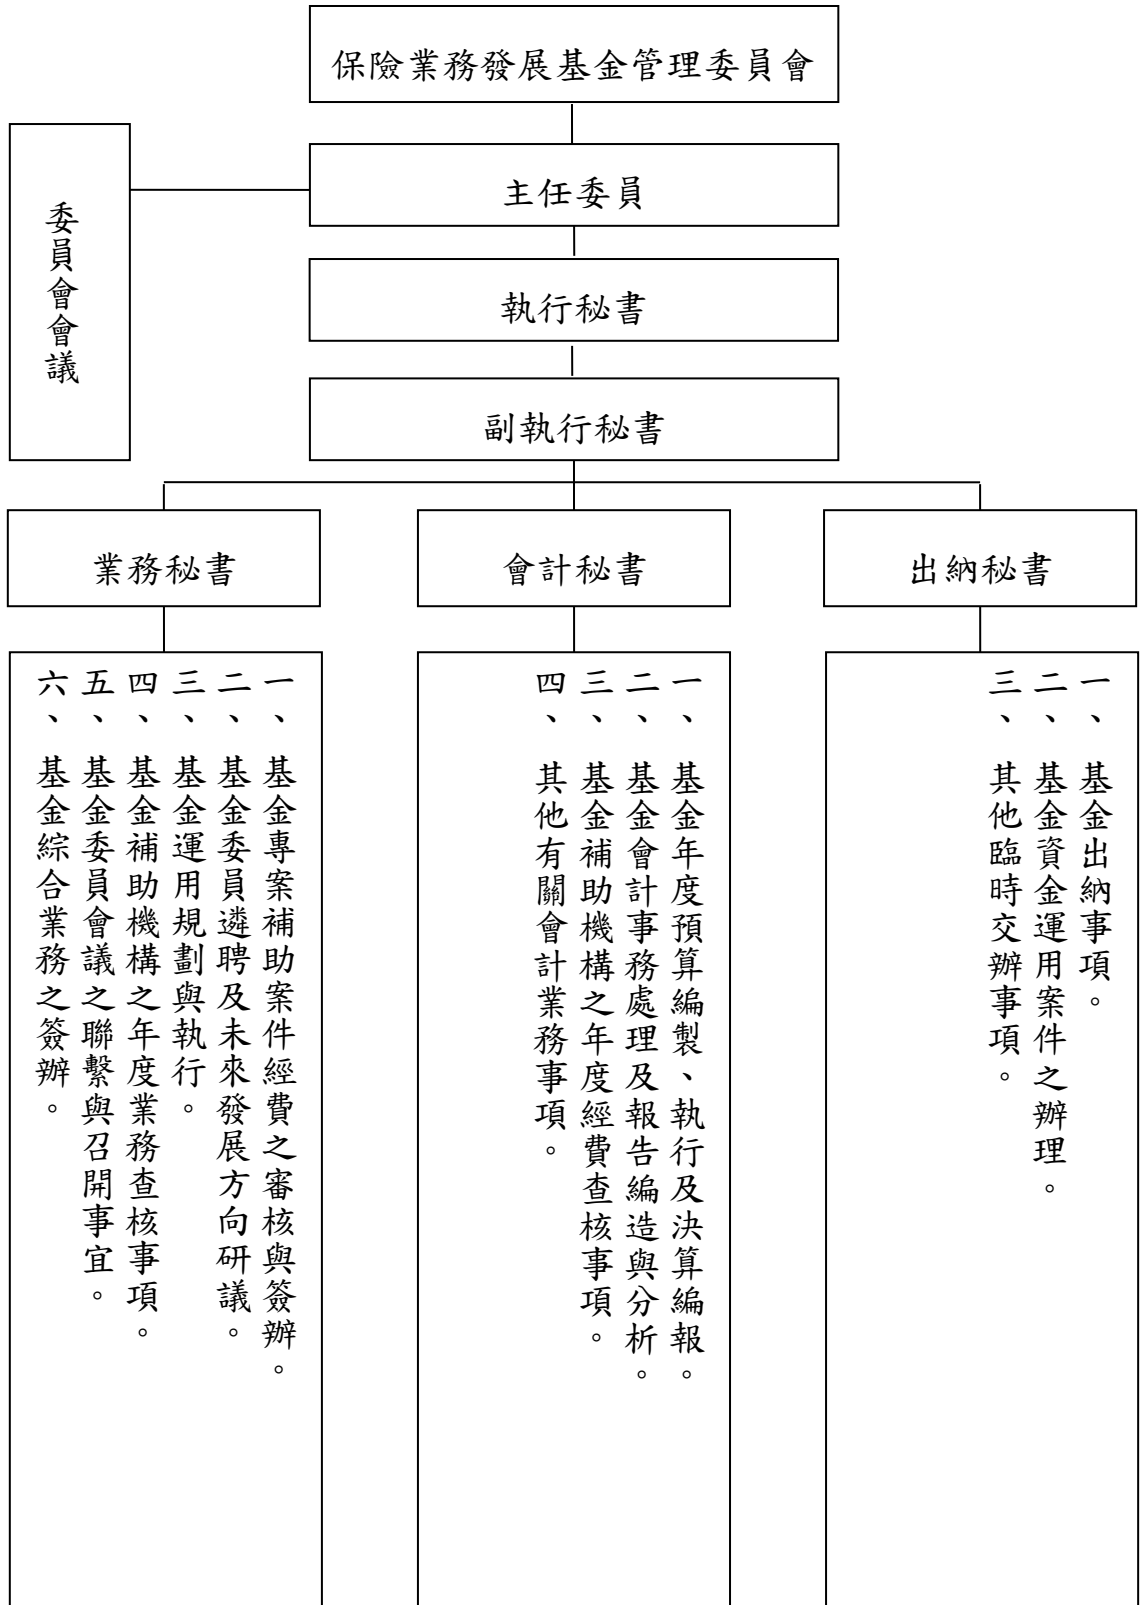 保險業務發展基金管理委員會
主任委員
委員會會議
執行秘書
副執行秘書
業務秘書
會計秘書
出納秘書
一、基金專案補助案件經費之審核與簽辦。
二、基金委員遴聘及未來發展方向研議。
三、基金運用規劃與執行。
四、基金補助機構之年度業務查核事項。
五、基金委員會議之聯繫與召開事宜。
六、基金綜合業務之簽辦。
一、基金年度預算編製、執行及決算編報。
二、基金會計事務處理及報告編造與分析。
三、基金補助機構之年度經費查核事項。
四、其他有關會計業務事項。
一、基金出納事項。
二、基金資金運用案件之辦理。
三、其他臨時交辦事項。